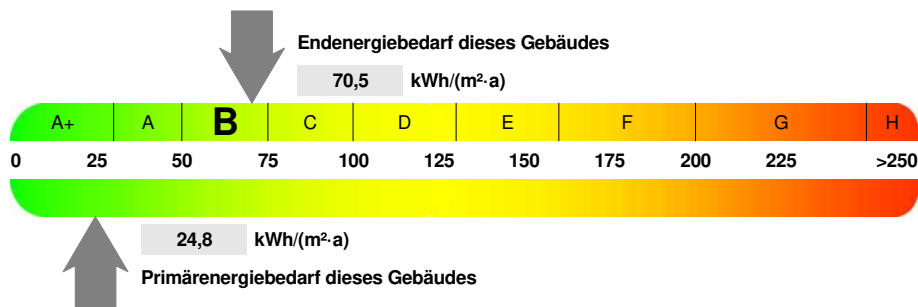 Endenergiebedarf dieses Gebäudes
70,5 kWh/(m²·a)
A+ A B C D E F G H
0 25 50 75 100 125 150 175 200 225 >250
24,8 kWh/(m²·a)
Primärenergiebedarf dieses Gebäudes